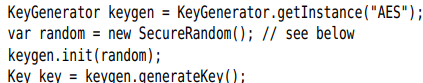 KeyGenerator keygen = KeyGenerator.getInstance("AES");
var random = new SecureRandom(); // see below
keygen.init(random);
Key key = keygen.generateKey();